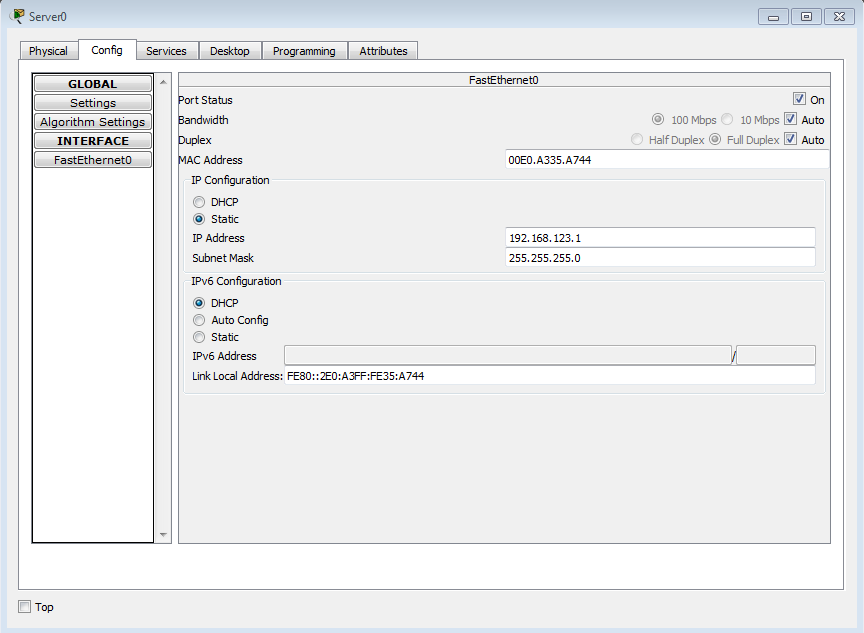 Server0
Physical Config Services Desktop Programming Attributes
GLOBAL
Settings
Algorithm Settings
INTERFACE
FastEthernet0
FastEthernet0
Port Status On
Bandwidth 100 Mbps 10 Mbps Auto
Duplex Half Duplex Full Duplex Auto
MAC Address 00E0.A335.A744
IP Configuration
DHCP
Static
IP Address 192.168.123.1
Subnet Mask 255.255.255.0
IPv6 Configuration
DHCP
Auto Config
Static
IPv6 Address /
Link Local Address: FE80::2E0:A3FF:FE35:A744
Top